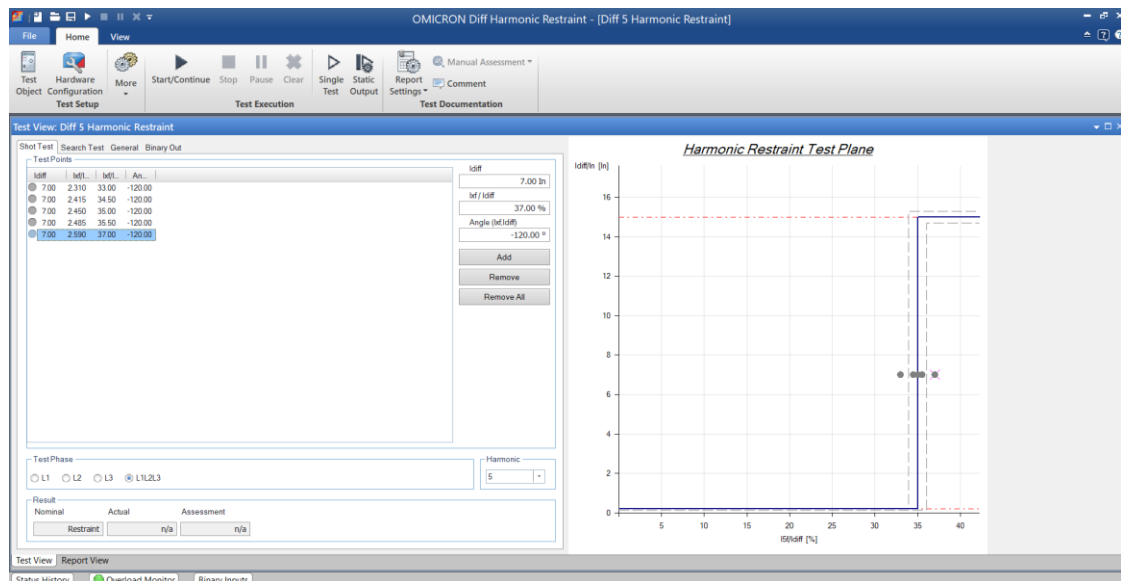 OMICRON Diff Harmonic Restraint - [Diff 5 Harmonic Restraint]
File Home View
Test Object
Hardware Configuration
More
Test Setup
Start/Continue Stop Pause Clear
Single Test
Static Output
Test Execution
Report Settings
Manual Assessment
Comment
Test Documentation
Test View: Diff 5 Harmonic Restraint
Shot Test Search Test General Binary Out
Test Points
Idiff Ixf/I... Ixf/I... An...
7.00 2.310 33.00 -120.00
7.00 2.415 34.50 -120.00
7.00 2.450 35.00 -120.00
7.00 2.485 35.50 -120.00
7.00 2.590 37.00 -120.00
Idiff
7.00 In
Ixf / Idiff
37.00 %
Angle (Ixf,Idiff)
-120.00 °
Add
Remove
Remove All
Test Phase
L1 L2 L3 L1L2L3
Harmonic
5
Result
Nominal Actual Assessment
Restraint n/a n/a
Harmonic Restraint Test Plane
Idiff/In [In]
16
14
12
10
8
6
4
2
0
5 10 15 20 25 30 35 40
I5f/Idiff [%]
Test View Report View
Status History Overload Monitor Binary Inputs